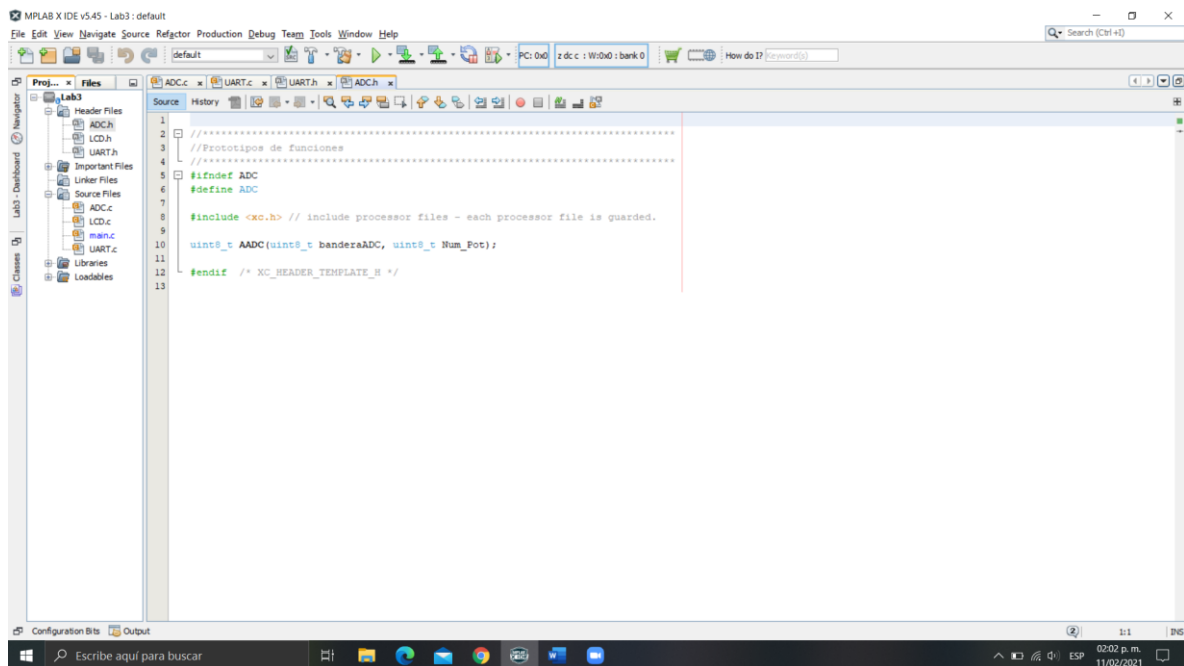 MPLAB X IDE v5.45 - Lab3 : default
File Edit View Navigate Source Refactor Production Debug Team Tools Window Help
Search (Ctrl+I)
default
PC: 0x0
z dc c : W:0x0 : bank 0
How do I? Keyword(s)
Proj... x Files
ADC.c x UART.c x UART.h x ADC.h x
Source History
Navigator
Lab3 - Dashboard
Classes
Lab3
Header Files
ADC.h
LCD.h
UART.h
Important Files
Linker Files
Source Files
ADC.c
LCD.c
main.c
UART.c
Libraries
Loadables
1
2 //***************************************************************************
3 //Prototipos de funciones
4 //***************************************************************************
5 #ifndef ADC
6 #define ADC
7
8 #include <xc.h> // include processor files - each processor file is guarded.
9
10 uint8_t AADC(uint8_t banderaADC, uint8_t Num_Pot);
11
12 #endif /* XC_HEADER_TEMPLATE_H */
13
Configuration Bits Output
2 1:1 INS
Escribe aquí para buscar
ESP
02:02 p. m.
11/02/2021